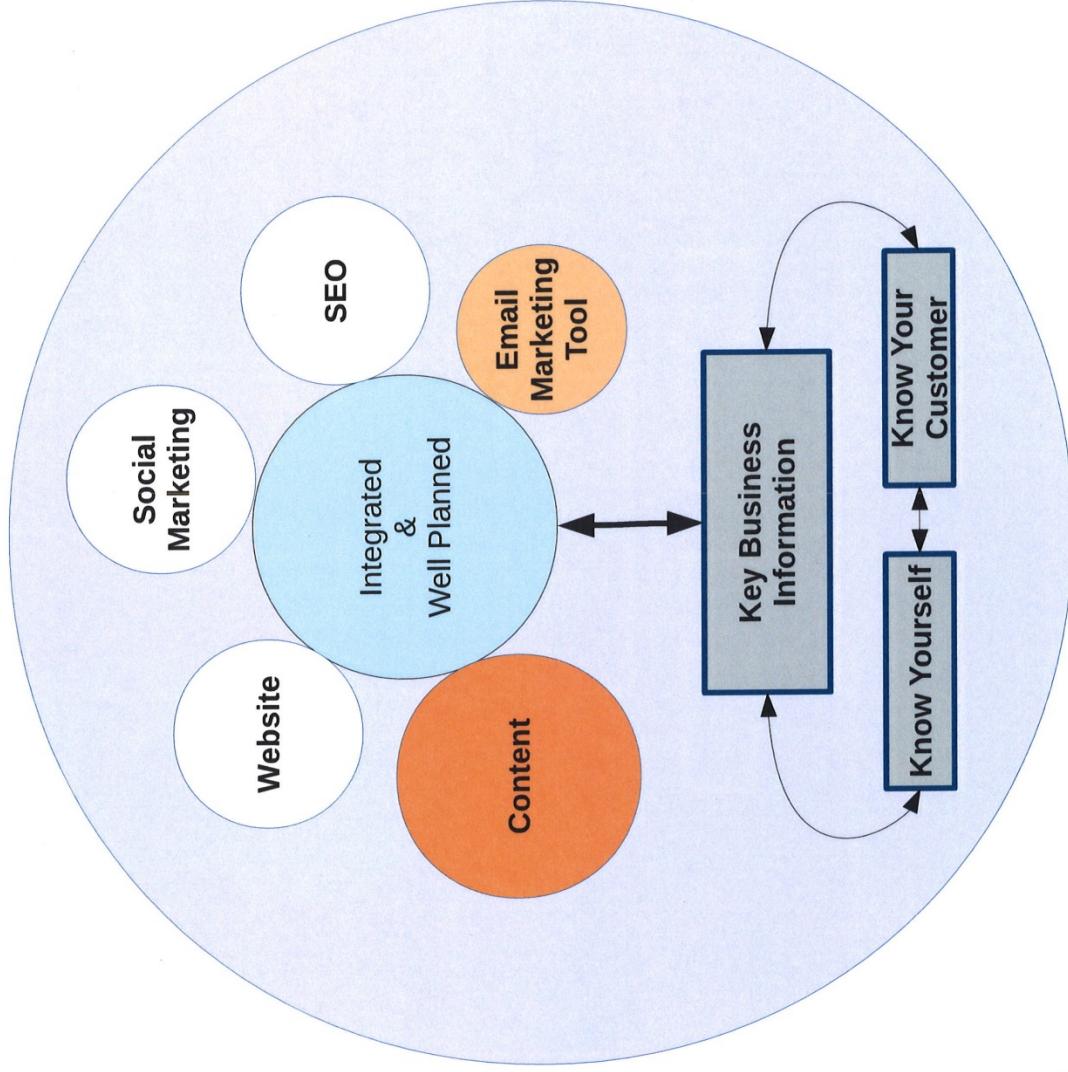 Website
Social
Marketing
SEO
Content
Integrated
&
Well Planned
Email
Marketing
Tool
Key Business
Information
Know Yourself
Know Your
Customer